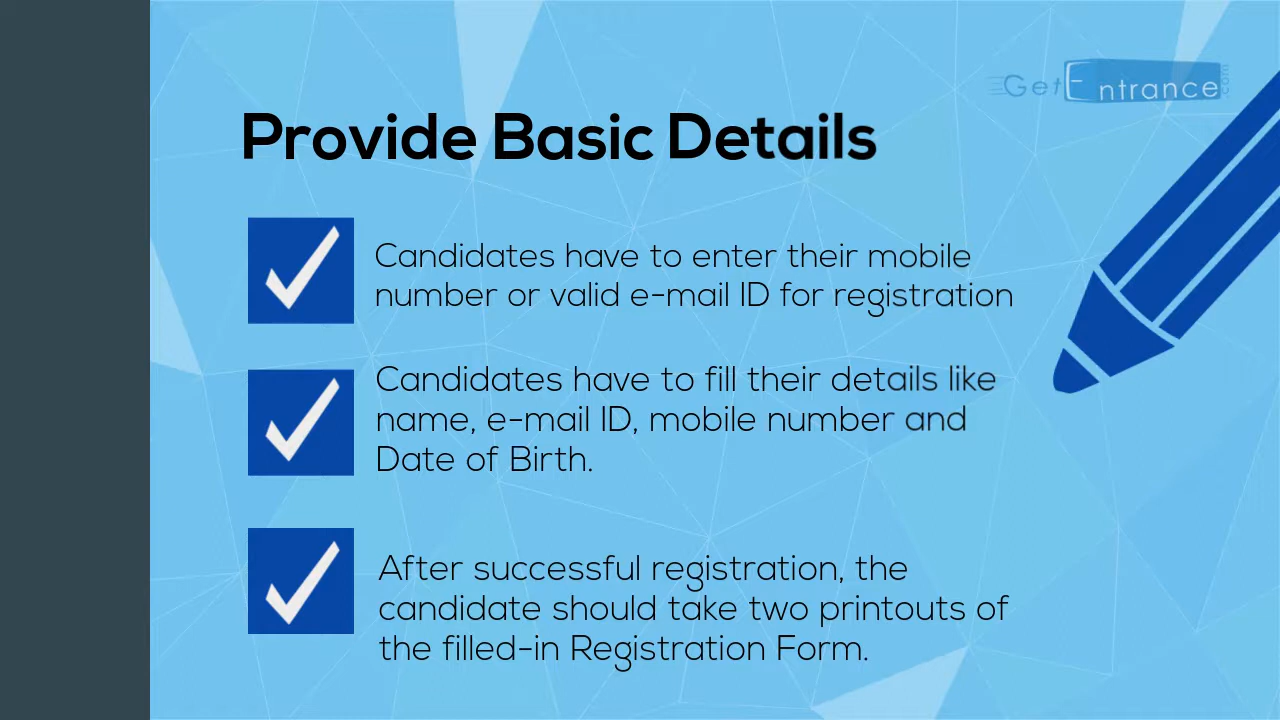 GetEntrance.com
Provide Basic Details
Candidates have to enter their mobile
number or valid e-mail ID for registration
Candidates have to fill their details like
name, e-mail ID, mobile number and
Date of Birth.
After successful registration, the
candidate should take two printouts of
the filled-in Registration Form.